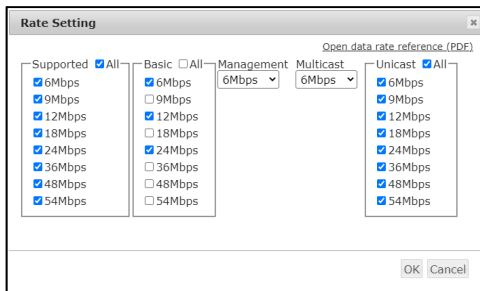 Rate Setting
Open data rate reference (PDF)
Supported All Basic All Management Multicast Unicast All
6Mbps 6Mbps 6Mbps 6Mbps 6Mbps
9Mbps 9Mbps 9Mbps
12Mbps 12Mbps 12Mbps
18Mbps 18Mbps 18Mbps
24Mbps 24Mbps 24Mbps
36Mbps 36Mbps 36Mbps
48Mbps 48Mbps 48Mbps
54Mbps 54Mbps 54Mbps
OK Cancel